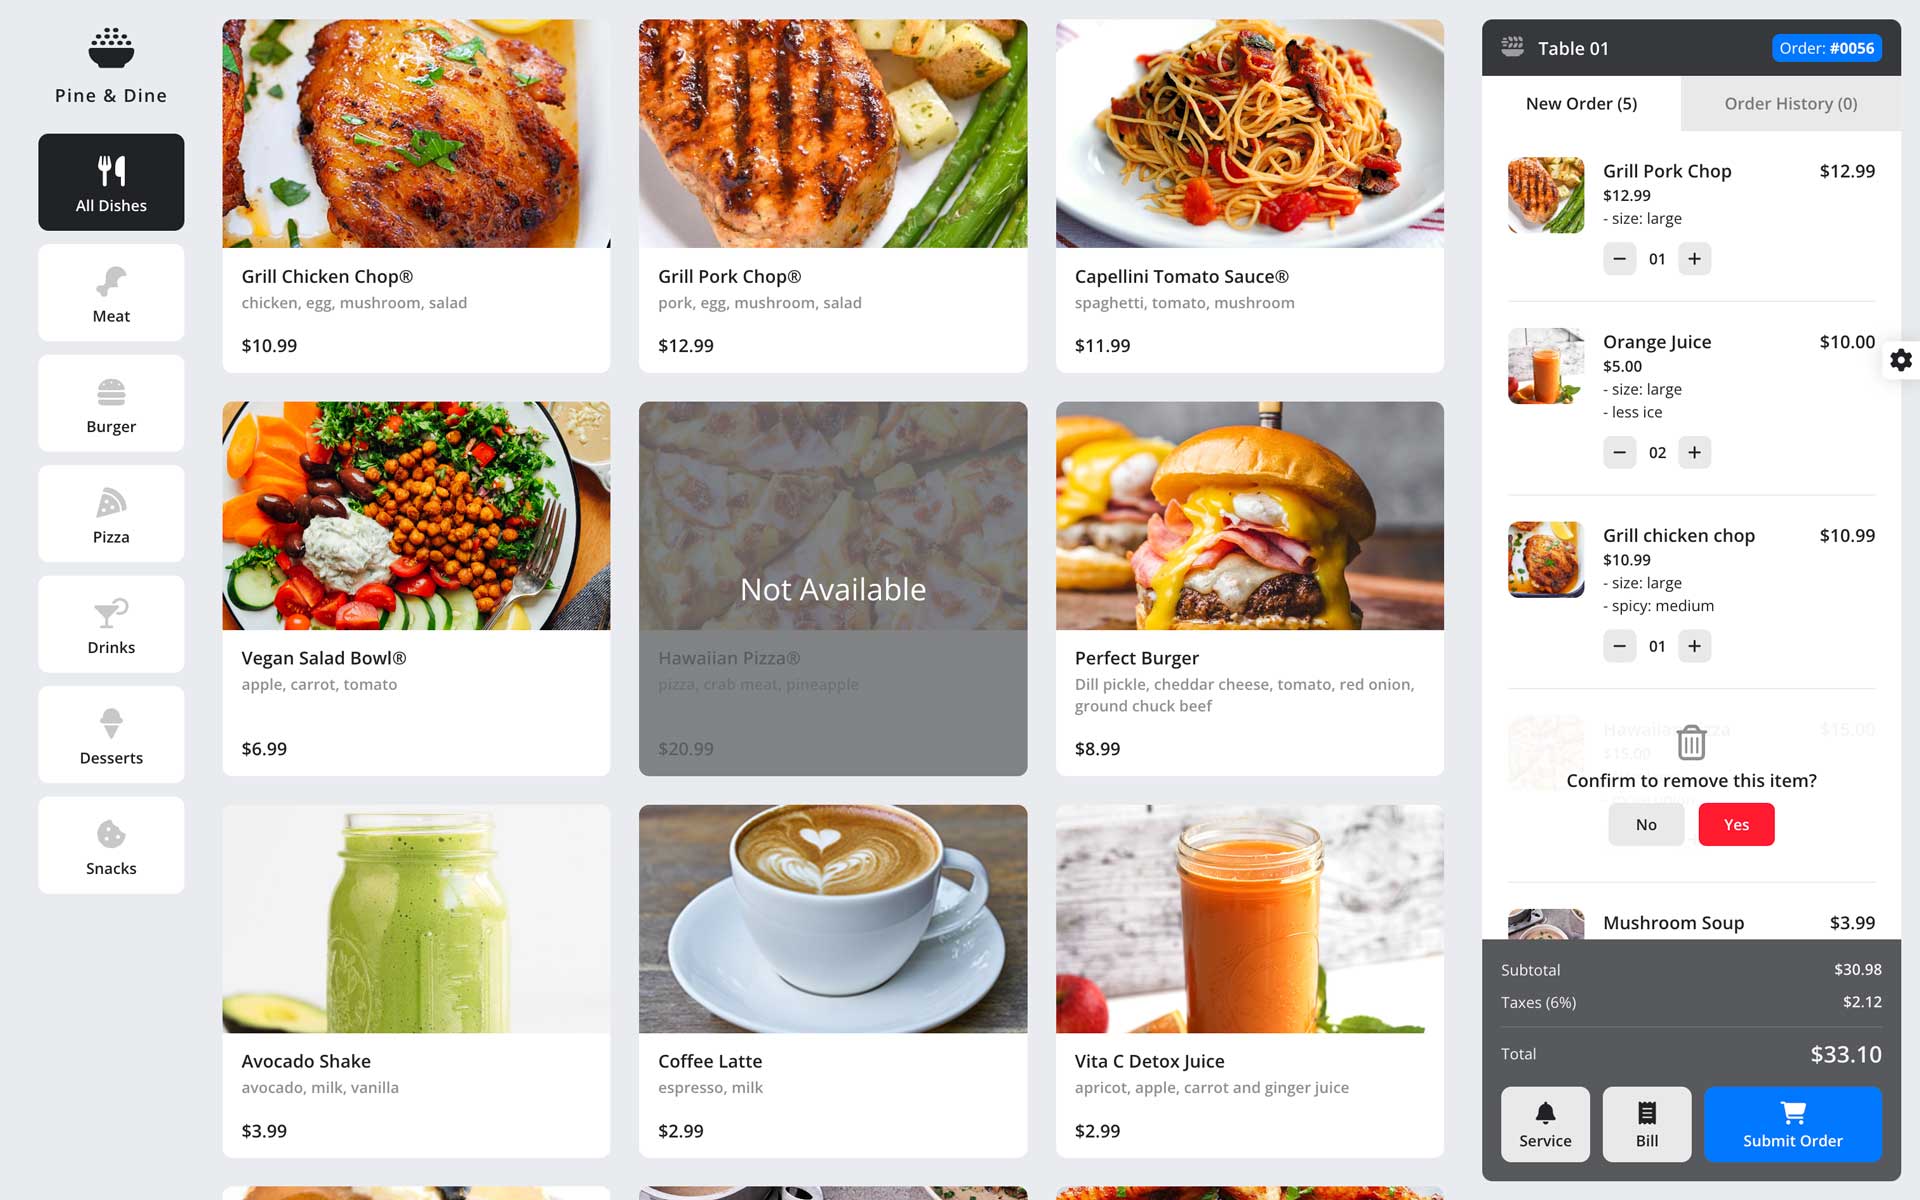 Pine & Dine
All Dishes
Meat
Burger
Pizza
Drinks
Desserts
Snacks
Grill Chicken Chop®
chicken, egg, mushroom, salad
$10.99
Grill Pork Chop®
pork, egg, mushroom, salad
$12.99
Capellini Tomato Sauce®
spaghetti, tomato, mushroom
$11.99
Vegan Salad Bowl®
apple, carrot, tomato
$6.99
Not Available
Hawaiian Pizza®
pizza, crab meat, pineapple
$20.99
Perfect Burger
Dill pickle, cheddar cheese, tomato, red onion,
ground chuck beef
$8.99
Avocado Shake
avocado, milk, vanilla
$3.99
Coffee Latte
espresso, milk
$2.99
Vita C Detox Juice
apricot, apple, carrot and ginger juice
$2.99
Table 01
Order: #0056
New Order (5)
Order History (0)
Grill Pork Chop
$12.99
$12.99
- size: large
01
Orange Juice
$10.00
$5.00
- size: large
- less ice
02
Grill chicken chop
$10.99
$10.99
- size: large
- spicy: medium
01
$15.00
$15.00
Confirm to remove this item?
No
Yes
Mushroom Soup
$3.99
Subtotal
$30.98
Taxes (6%)
$2.12
Total
$33.10
Service
Bill
Submit Order